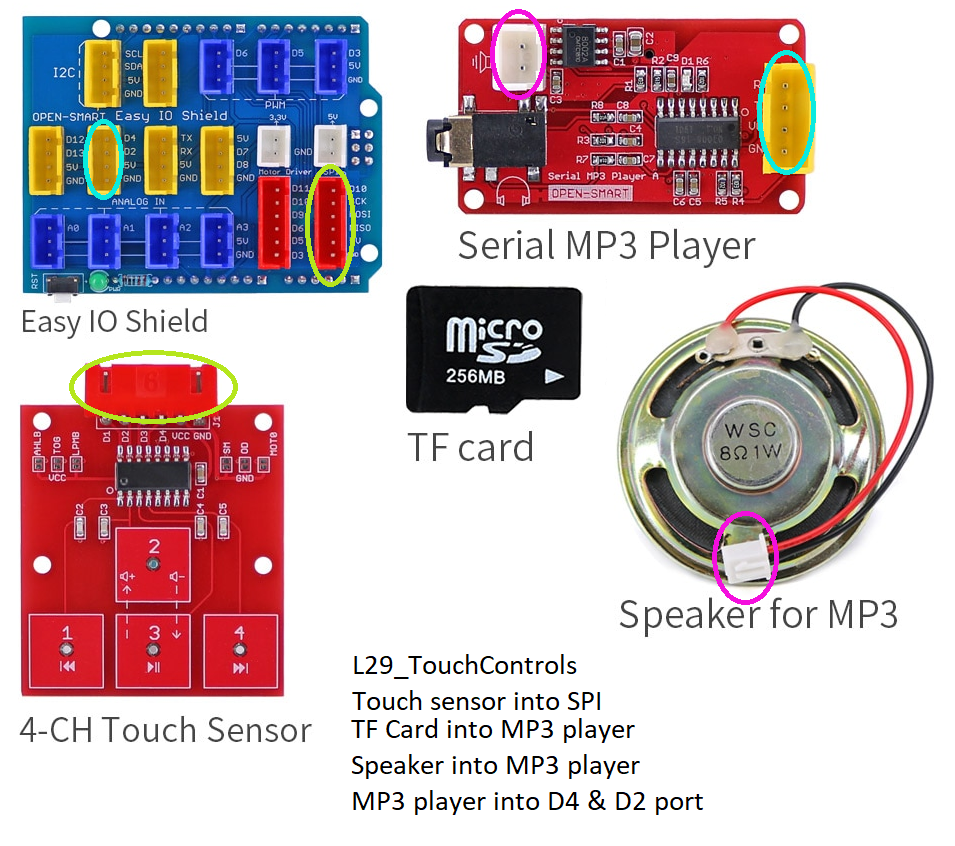 I2C
SCL
SDA
5V
GND
D6
D5
D3
5V
GND
PWM
OPEN-SMART Easy IO Shield
3.3V
5V
GND
D12
D13
5V
GND
D4
D2
5V
GND
TX
RX
5V
GND
5V
D7
D8
GND
Motor Driver
SPI
ANALOG IN
A0
A1
A2
A3
5V
GND
D11
D10
D9
D6
D5
D3
D10
SCK
MOSI
MISO
5V
RST
PWR
Easy IO Shield
8002A
C1
C2
R2
C9
D1
R6
R1
C3
R8
C8
R3
C4
R7
C7
C6
C5
R5
R4
GND
Serial MP3 Player A
OPEN-SMART
Serial MP3 Player
micro
SD
256MB
TF card
WSC
8Ω1W
Speaker for MP3
6
J1
D1 D2 D3 D4 VCC GND
AHLB
TOG
LPMB
VCC
SM
OD
MOT0
GND
C1
C2
C3
C4
C5
2
1
3
4
4-CH Touch Sensor
L29_TouchControls
Touch sensor into SPI
TF Card into MP3 player
Speaker into MP3 player
MP3 player into D4 & D2 port